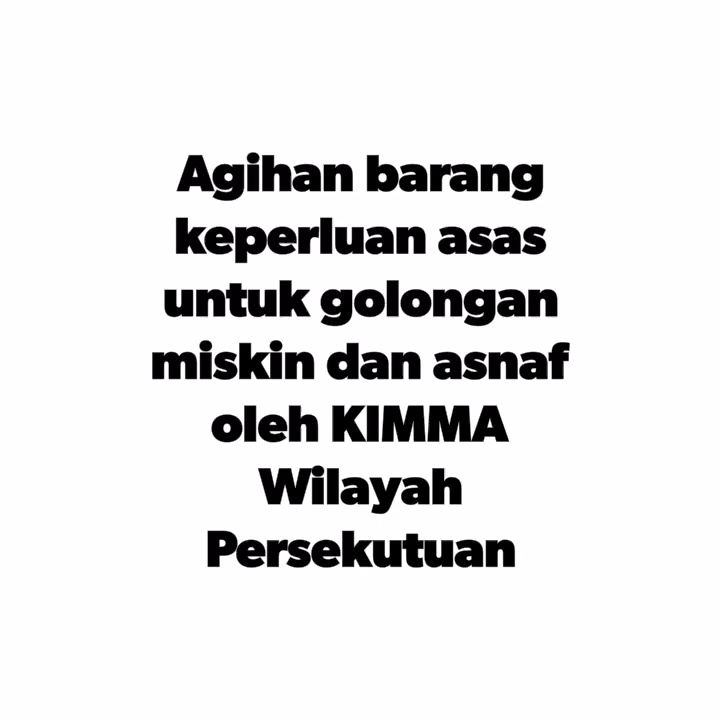 Agihan barang
keperluan asas
untuk golongan
miskin dan asnaf
oleh KIMMA
Wilayah
Persekutuan